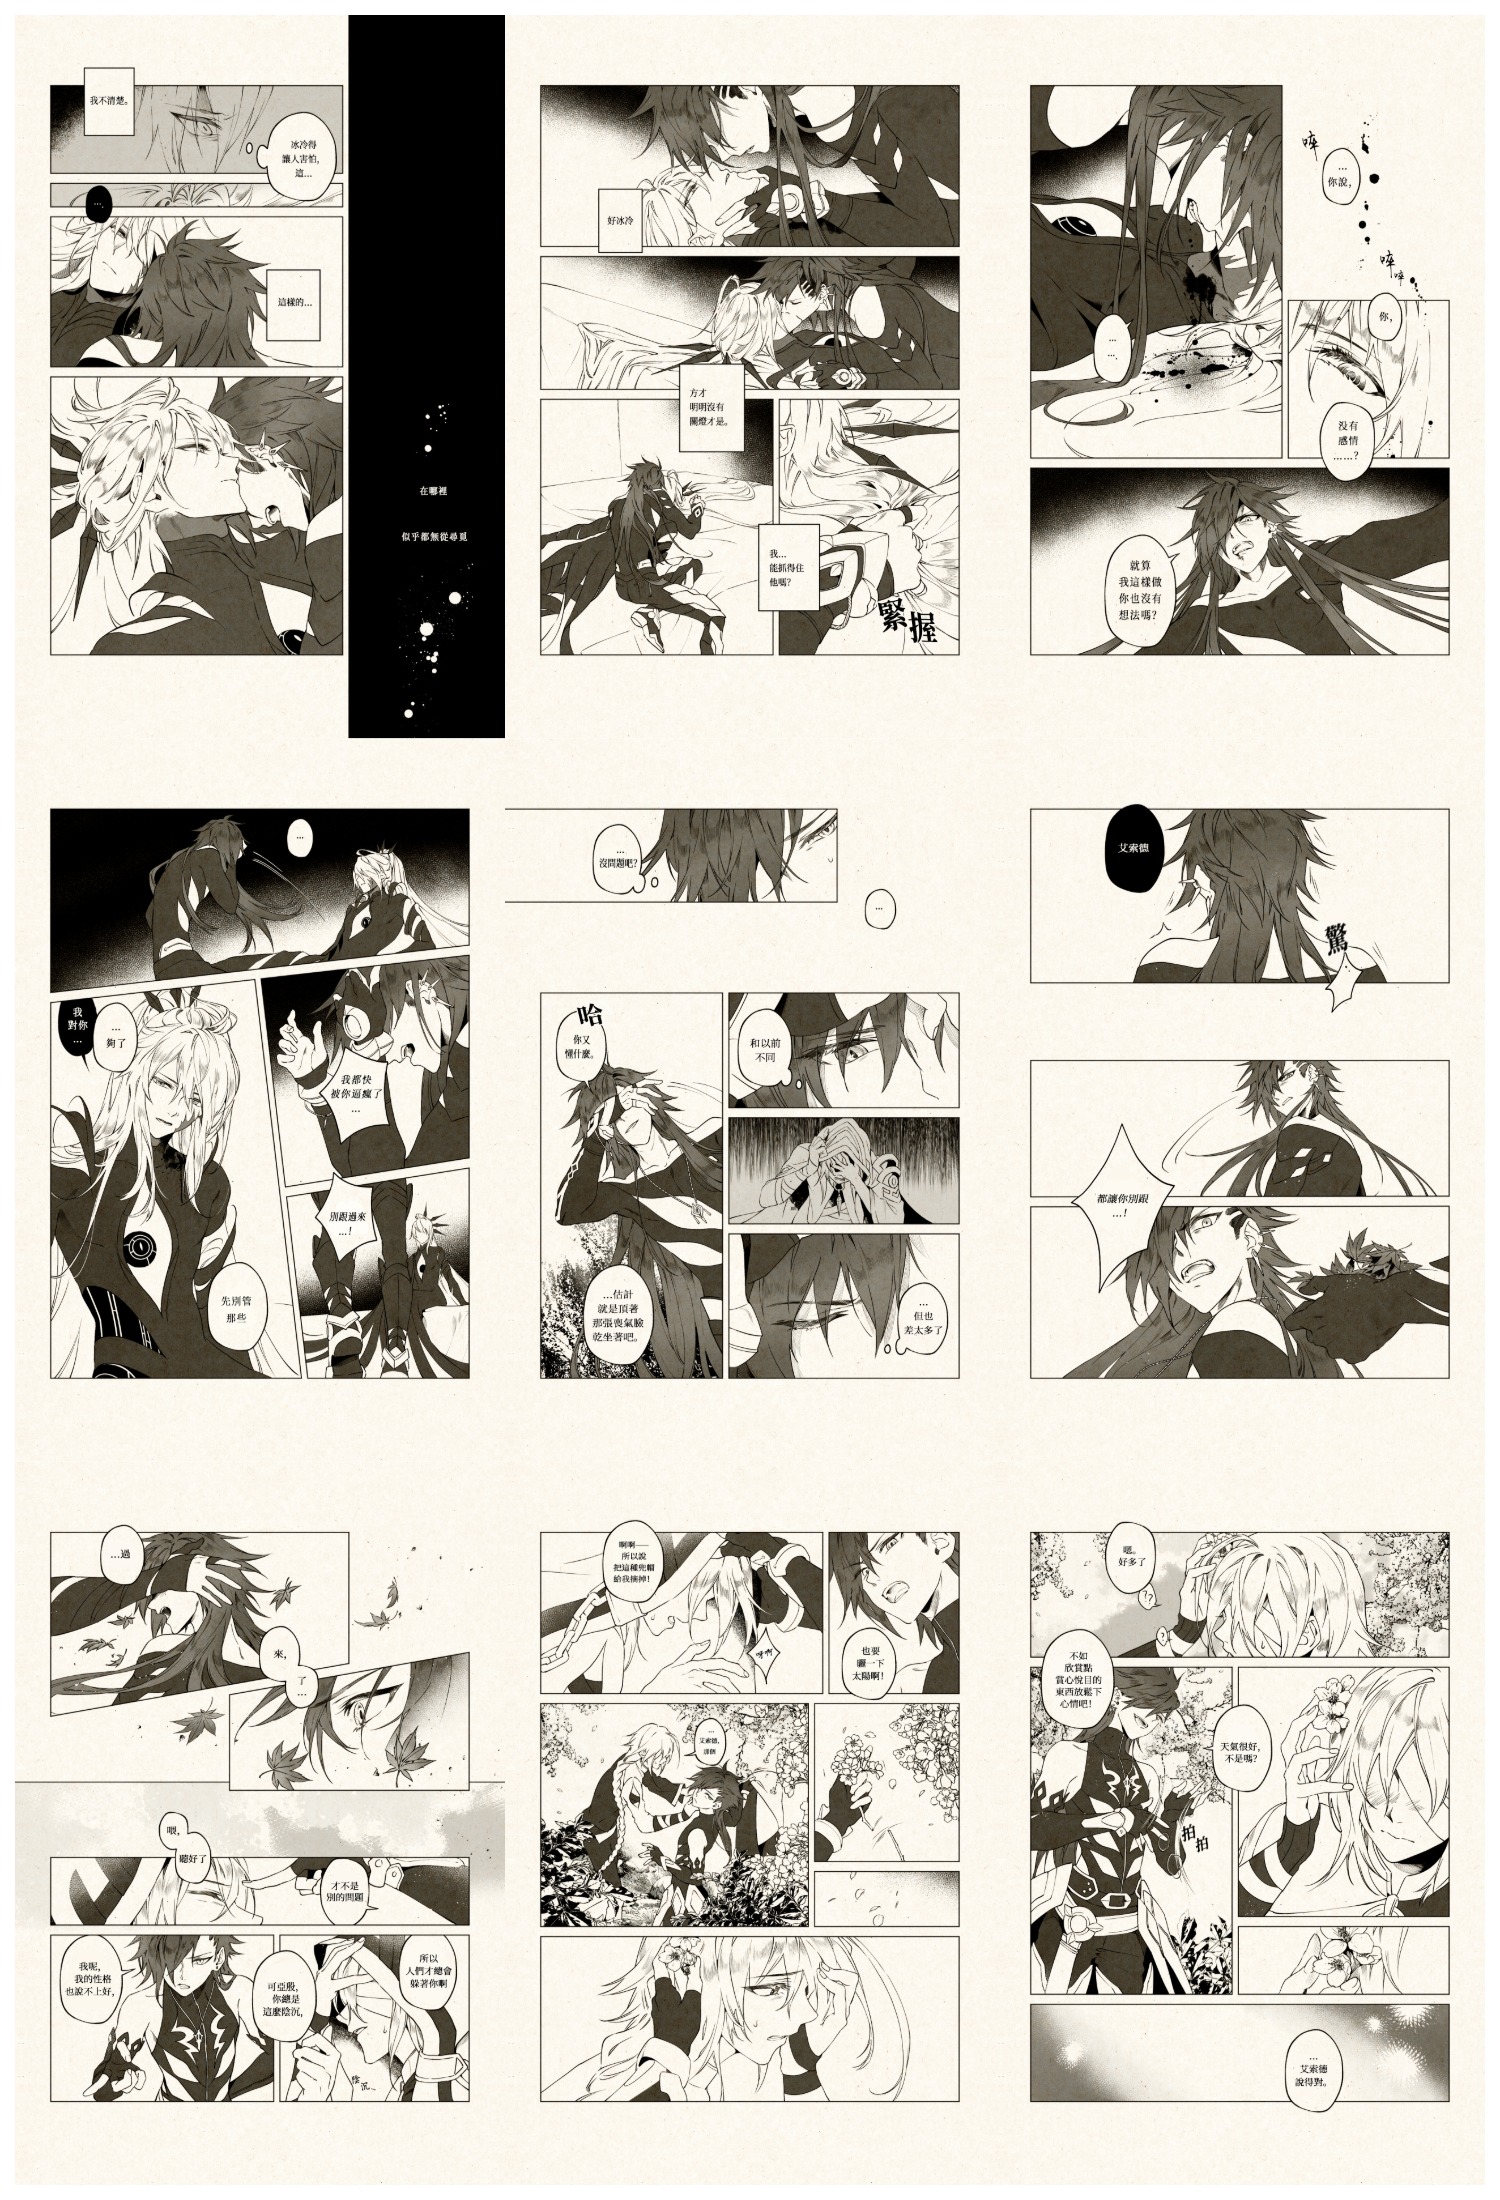 我不清楚。
冰冷得
讓人害怕，
這…
…
這樣的…
在哪裡
似乎都無從尋覓
好冰冷
方才
明明沒有
關燈才是。
我…
能抓得住
他嗎？
緊握
啐
…
你說，
啐
啐
…
…
你，
沒有
感情
……？
就算
我這樣做
你也沒有
想法嗎？
…
我
對你
…
…
夠了
我都快
被你逼瘋了
…
先別管
那些
別跟過來
…！
…
沒問題吧？
…
哈
你又
懂什麼。
和以前
不同
…估計
就是頂著
那張喪氣臉
乾坐著吧。
…
但也
差太多了
艾索德
驚
都讓你別跟
…！
…過
來，
了
…
喂，
聽好了
才不是
別的問題
我呢，
我的性格
也說不上好，
可亞殷，
你總是
這麼陰沉，
所以
人們才總會
躲著你啊
陰沉
啊啊——
所以說
把這種兜帽
給我摘掉！
也要
曬一下
太陽啊！
…
艾索德，
那個
嗯。
好多了
？？
不如
欣賞點
賞心悅目的
東西放鬆下
心情吧！
天氣很好，
不是嗎？
拍
拍
…
艾索德
說得對。